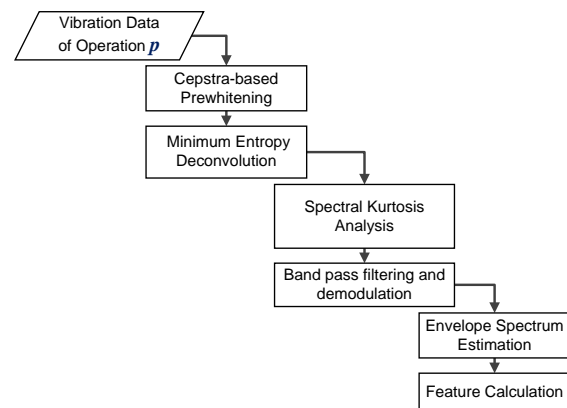 Vibration Data
of Operation p
Cepstra-based
Prewhitening
Minimum Entropy
Deconvolution
Spectral Kurtosis
Analysis
Band pass filtering and
demodulation
Envelope Spectrum
Estimation
Feature Calculation